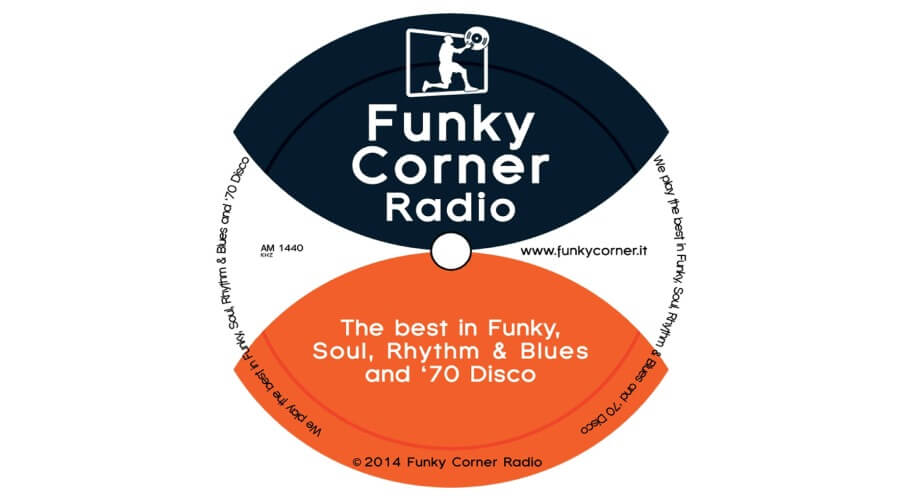 Funky
Corner
Radio
AM 1440
KHZ
www.funkycorner.it
The best in Funky,
Soul, Rhythm & Blues
and ‘70 Disco
We play the best in Funky, Soul, Rhythm & Blues and ‘70 Disco
We play the best in Funky, Soul, Rhythm & Blues and ‘70 Disco
© 2014 Funky Corner Radio